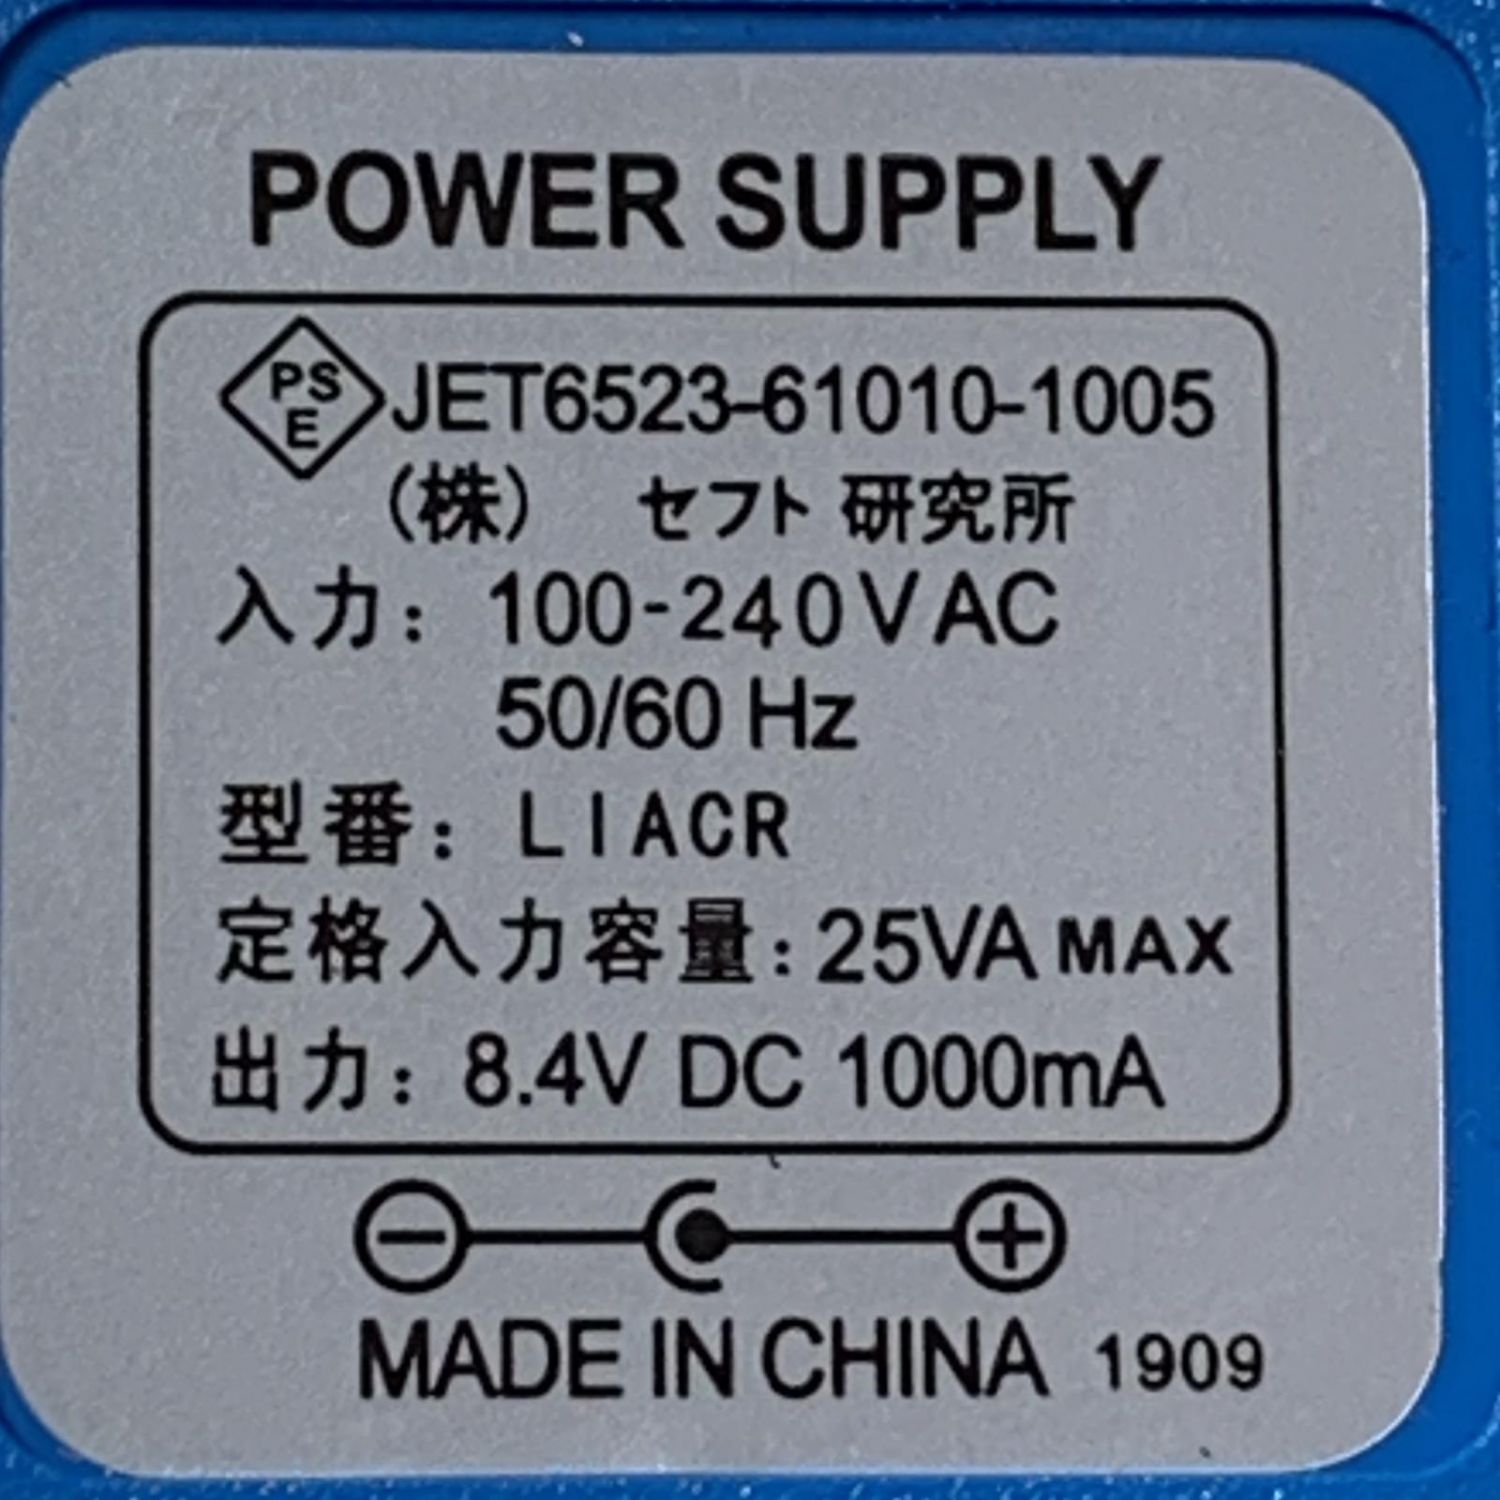 POWER SUPPLY
PS
E
JET6523-61010-1005
(株) セフト 研究所
入力: 100-240VAC
50/60 Hz
型番: LIACR
定格入力容量: 25VA MAX
出力: 8.4V DC 1000mA
MADE IN CHINA 1909